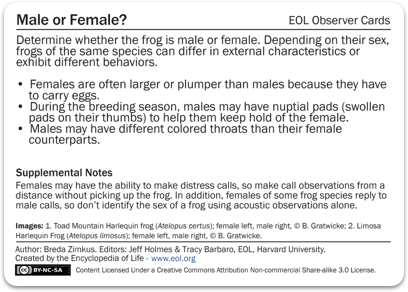 Male or Female? EOL Observer Cards
Determine whether the frog is male or female. Depending on their sex,
frogs of the same species can differ in external characteristics or
exhibit different behaviors.
• Females are often larger or plumper than males because they have
to carry eggs.
• During the breeding season, males may have nuptial pads (swollen
pads on their thumbs) to help them keep hold of the female.
• Males may have different colored throats than their female
counterparts.
Supplemental Notes
Females may have the ability to make distress calls, so make call observations from a
distance without picking up the frog. In addition, females of some frog species reply to
male calls, so don't identify the sex of a frog using acoustic observations alone.
Images: 1. Toad Mountain Harlequin frog (Atelopus certus); female left, male right, © B. Gratwicke; 2. Limosa
Harlequin Frog (Atelopus limosus); female left, male right, © B. Gratwicke.
Author: Breda Zimkus. Editors: Jeff Holmes & Tracy Barbaro, EOL, Harvard University.
Created by the Encyclopedia of Life - www.eol.org
cc BY-NC-SA Content Licensed Under a Creative Commons Attribution Non-commercial Share-alike 3.0 License.